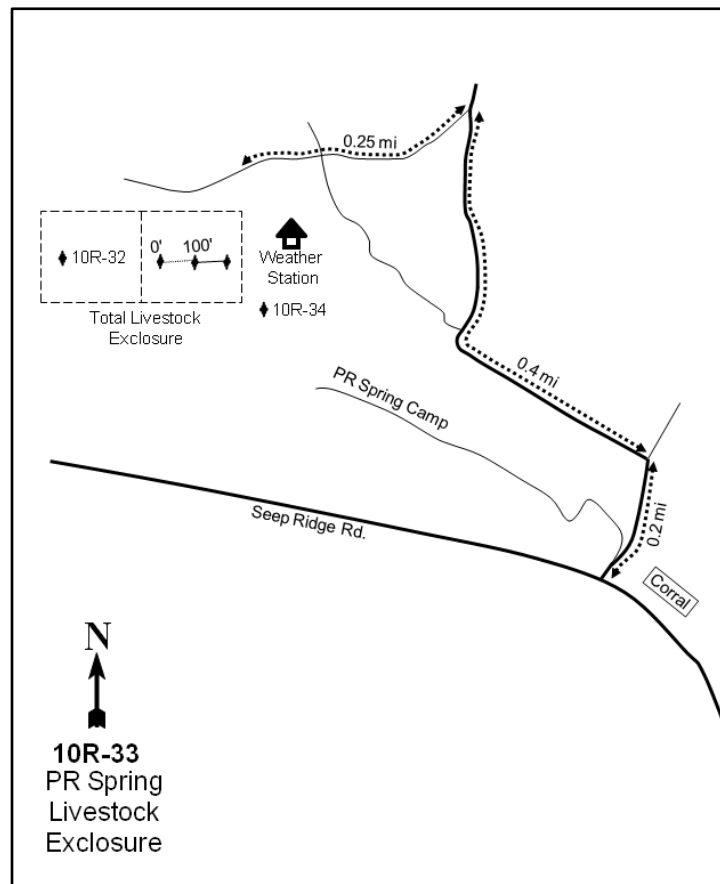 0.25 mi
0' 100'
10R-32
Weather
Station
10R-34
Total Livestock
Exclosure
0.4 mi
PR Spring Camp
Seep Ridge Rd.
0.2 mi
Corral
N
10R-33
PR Spring
Livestock
Exclosure